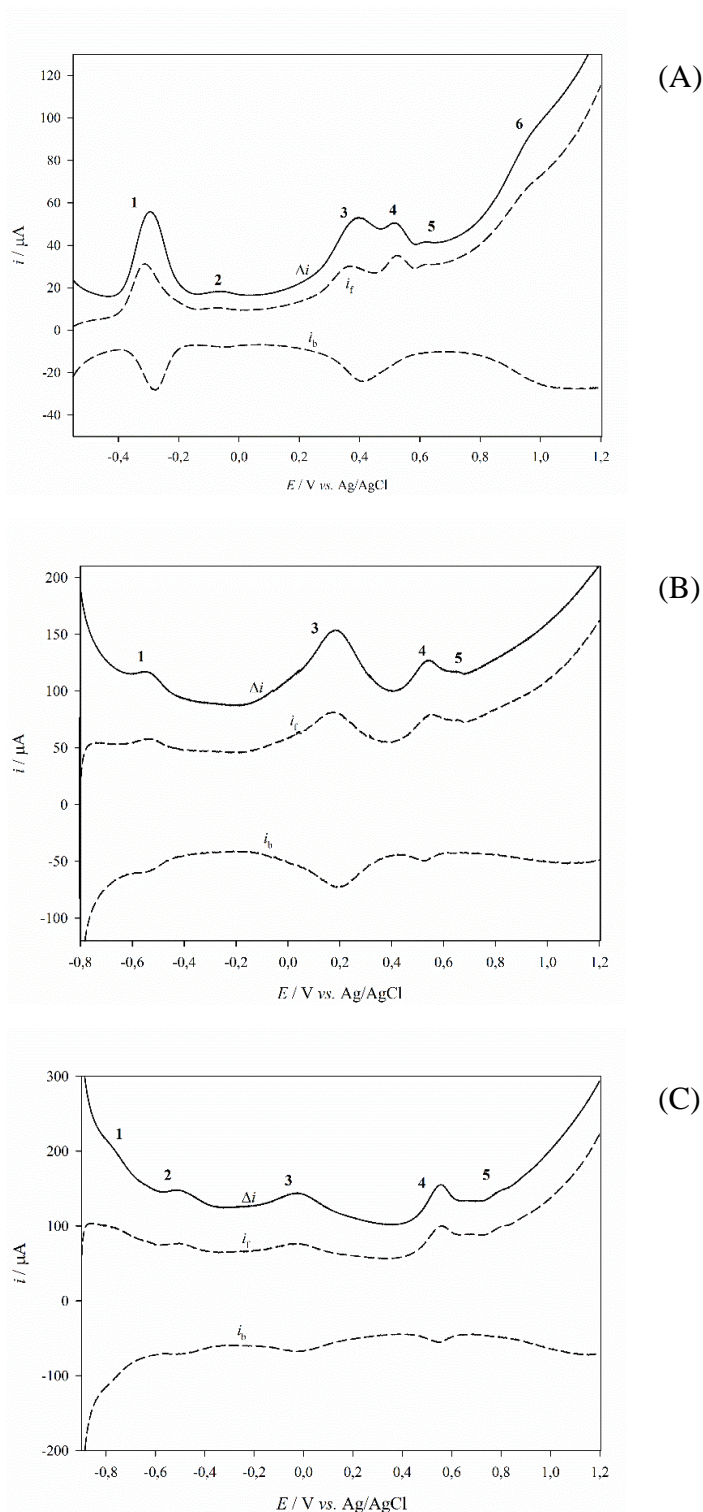 (A)
120
100
80
60
40
20
0
-20
-40
i / µA
1
2
3
4
5
6
Δi
i_f
i_b
-0,4 -0,2 0,0 0,2 0,4 0,6 0,8 1,0 1,2
E / V vs. Ag/AgCl
(B)
200
150
100
50
0
-50
-100
i / µA
1
3
4
5
Δi
i_f
i_b
-0,8 -0,6 -0,4 -0,2 0,0 0,2 0,4 0,6 0,8 1,0 1,2
E / V vs. Ag/AgCl
(C)
300
200
100
0
-100
-200
i / µA
1
2
3
4
5
Δi
i_f
i_b
-0,8 -0,6 -0,4 -0,2 0,0 0,2 0,4 0,6 0,8 1,0 1,2
E / V vs. Ag/AgCl